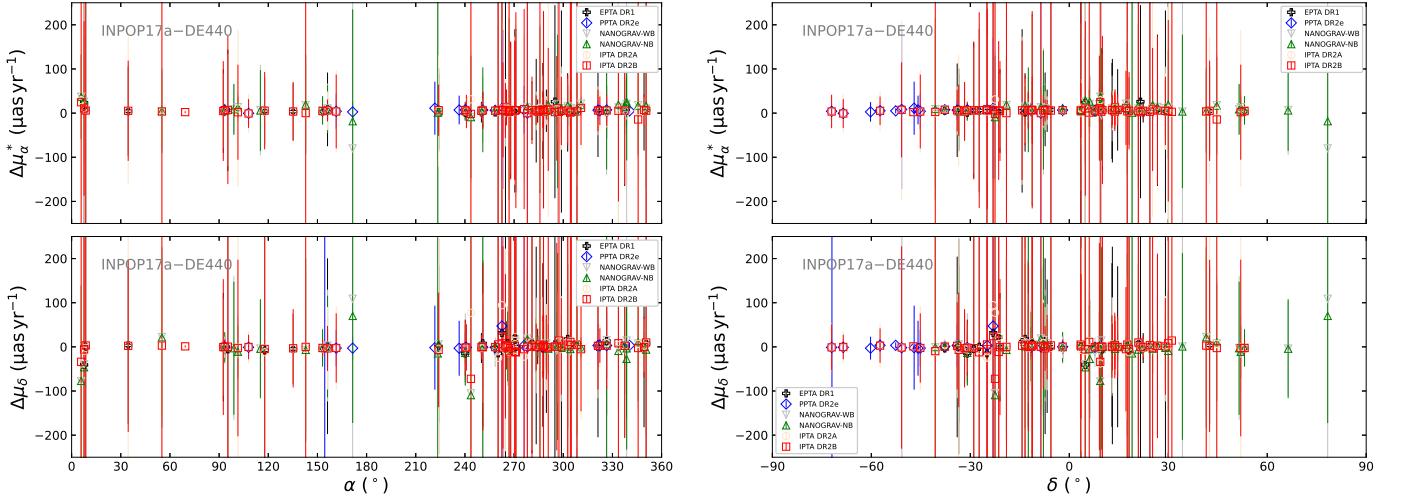 INPOP17a−DE440
EPTA DR1
PPTA DR2e
NANOGRAV-WB
NANOGRAV-NB
IPTA DR2A
IPTA DR2B
Δμα* (μas yr−1)
200
100
0
−100
−200
INPOP17a−DE440
EPTA DR1
PPTA DR2e
NANOGRAV-WB
NANOGRAV-NB
IPTA DR2A
IPTA DR2B
Δμα* (μas yr−1)
200
100
0
−100
−200
INPOP17a−DE440
EPTA DR1
PPTA DR2e
NANOGRAV-WB
NANOGRAV-NB
IPTA DR2A
IPTA DR2B
Δμδ (μas yr−1)
200
100
0
−100
−200
0 30 60 90 120 150 180 210 240 270 300 330 360
α (°)
INPOP17a−DE440
EPTA DR1
PPTA DR2e
NANOGRAV-WB
NANOGRAV-NB
IPTA DR2A
IPTA DR2B
Δμδ (μas yr−1)
200
100
0
−100
−200
−90 −60 −30 0 30 60 90
δ (°)